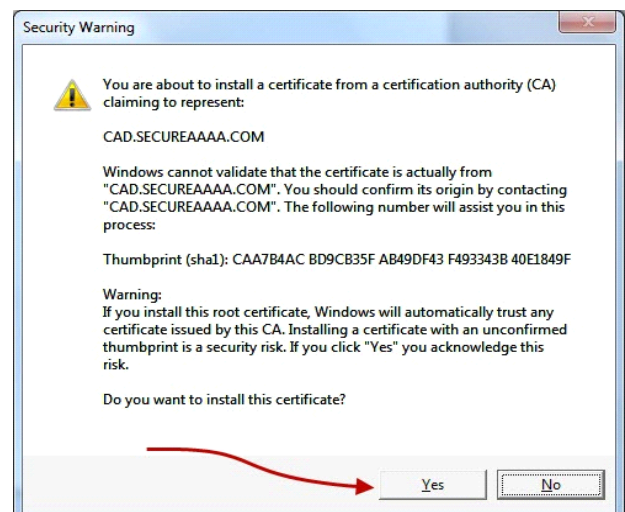 Security Warning
You are about to install a certificate from a certification authority (CA)
claiming to represent:
CAD.SECUREAAAA.COM
Windows cannot validate that the certificate is actually from
"CAD.SECUREAAAA.COM". You should confirm its origin by contacting
"CAD.SECUREAAAA.COM". The following number will assist you in this
process:
Thumbprint (sha1): CAA7B4AC BD9CB35F AB49DF43 F493343B 40E1849F
Warning:
If you install this root certificate, Windows will automatically trust any
certificate issued by this CA. Installing a certificate with an unconfirmed
thumbprint is a security risk. If you click "Yes" you acknowledge this
risk.
Do you want to install this certificate?
Yes
No